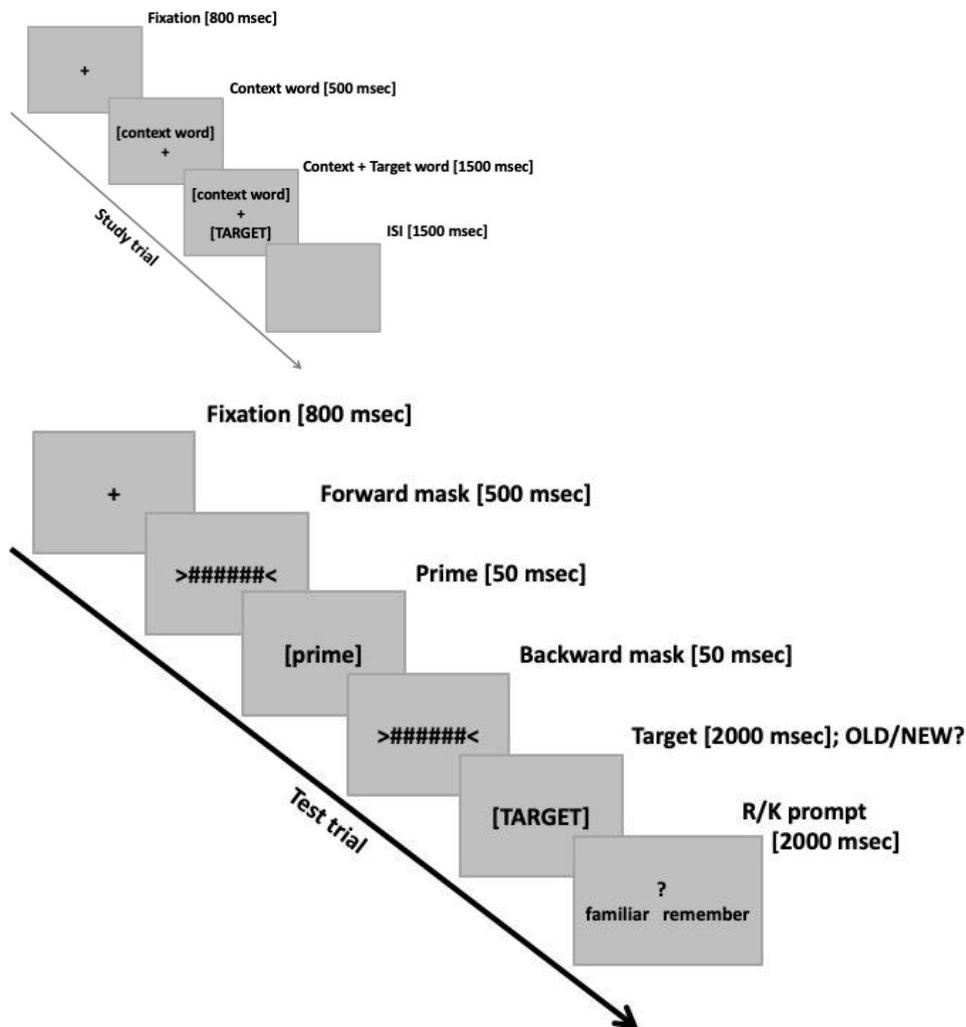 Fixation [800 msec]
+
Context word [500 msec]
[context word]
+
Context + Target word [1500 msec]
[context word]
+
[TARGET]
ISI [1500 msec]
Study trial
Fixation [800 msec]
+
Forward mask [500 msec]
>######<
Prime [50 msec]
[prime]
Backward mask [50 msec]
>######<
Target [2000 msec]; OLD/NEW?
[TARGET]
R/K prompt
[2000 msec]
?
familiar remember
Test trial